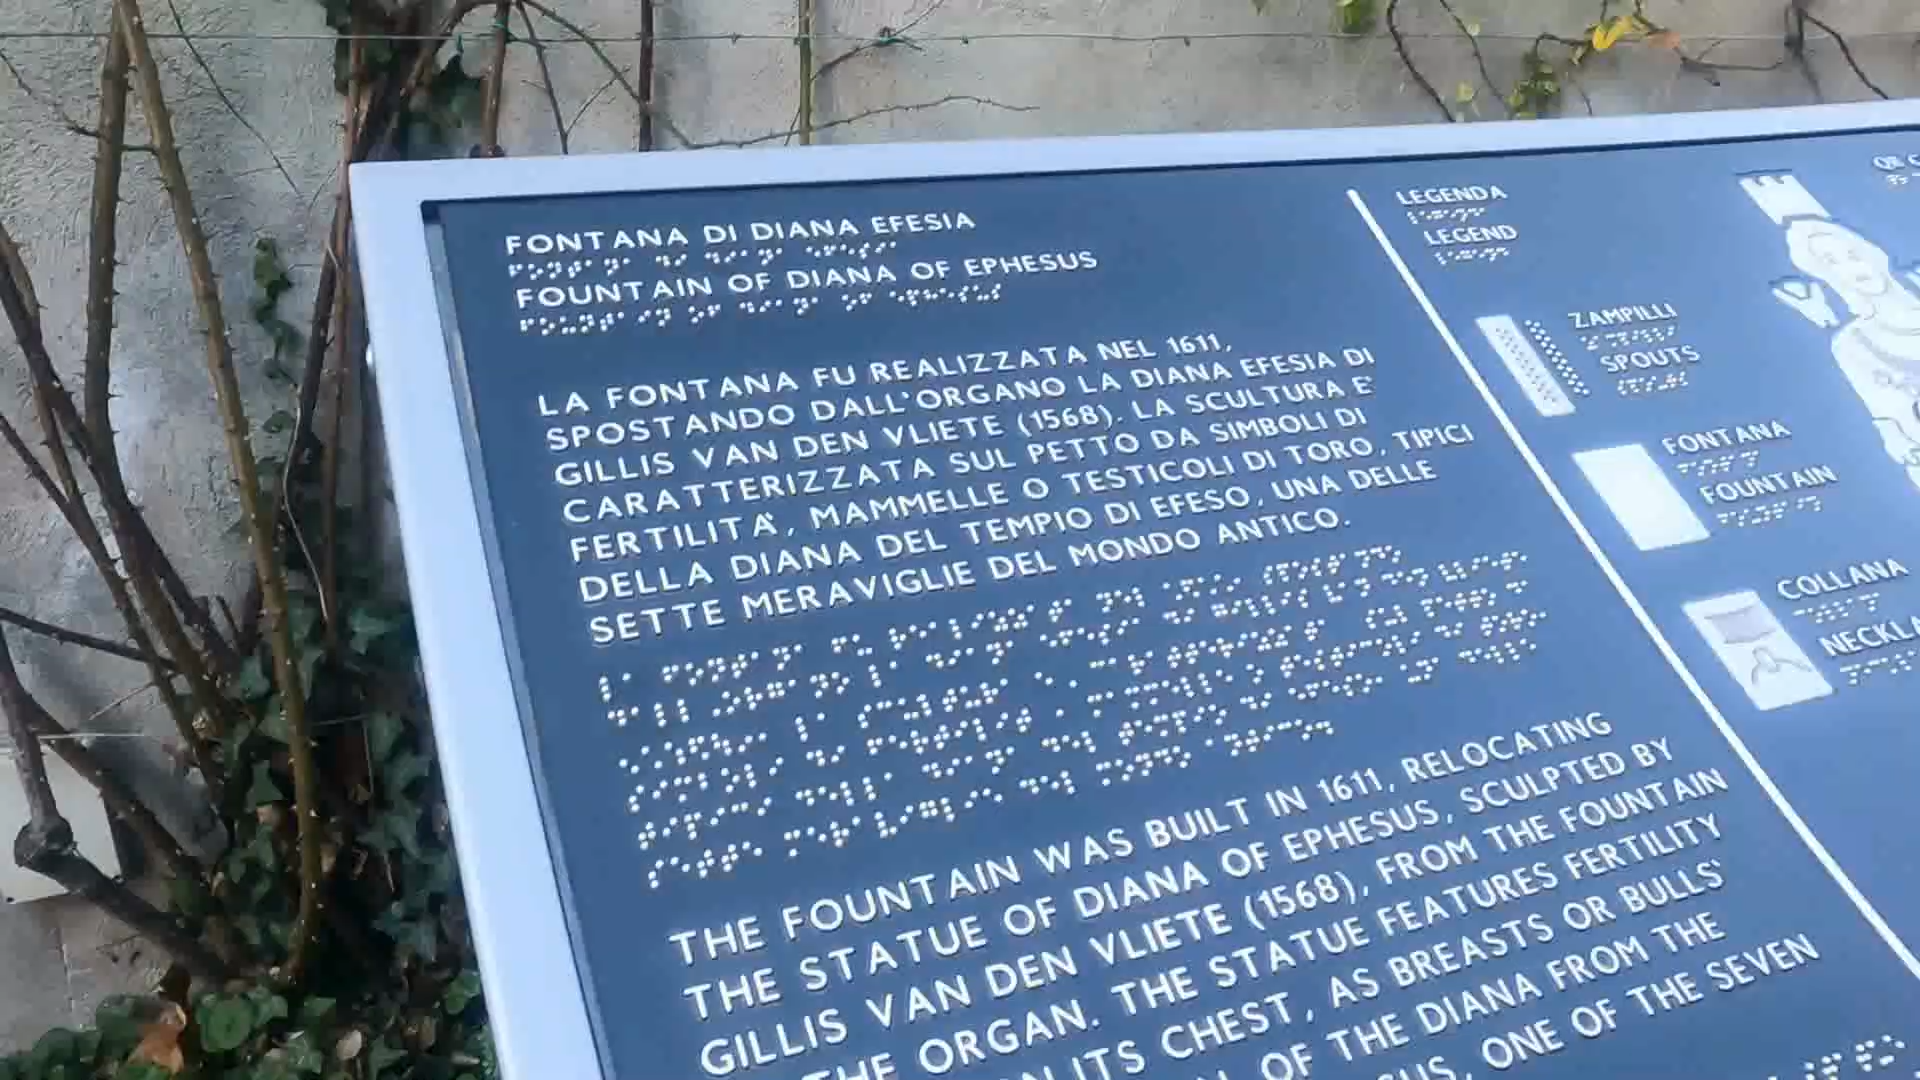 FONTANA DI DIANA EFESIA
FOUNTAIN OF DIANA OF EPHESUS
LA FONTANA FU REALIZZATA NEL 1611,
SPOSTANDO DALL'ORGANO LA DIANA EFESIA DI
GILLIS VAN DEN VLIETE (1568). LA SCULTURA E'
CARATTERIZZATA SUL PETTO DA SIMBOLI DI
FERTILITA', MAMMELLE O TESTICOLI DI TORO, TIPICI
DELLA DIANA DEL TEMPIO DI EFESO, UNA DELLE
SETTE MERAVIGLIE DEL MONDO ANTICO.
THE FOUNTAIN WAS BUILT IN 1611, RELOCATING
THE STATUE OF DIANA OF EPHESUS, SCULPTED BY
GILLIS VAN DEN VLIETE (1568), FROM THE FOUNTAIN
THE ORGAN. THE STATUE FEATURES FERTILITY
ITS CHEST, AS BREASTS OR BULLS'
OF THE DIANA FROM THE
ONE OF THE SEVEN
LEGENDA
LEGEND
ZAMPILLI
SPOUTS
FONTANA
FOUNTAIN
COLLANA
QR